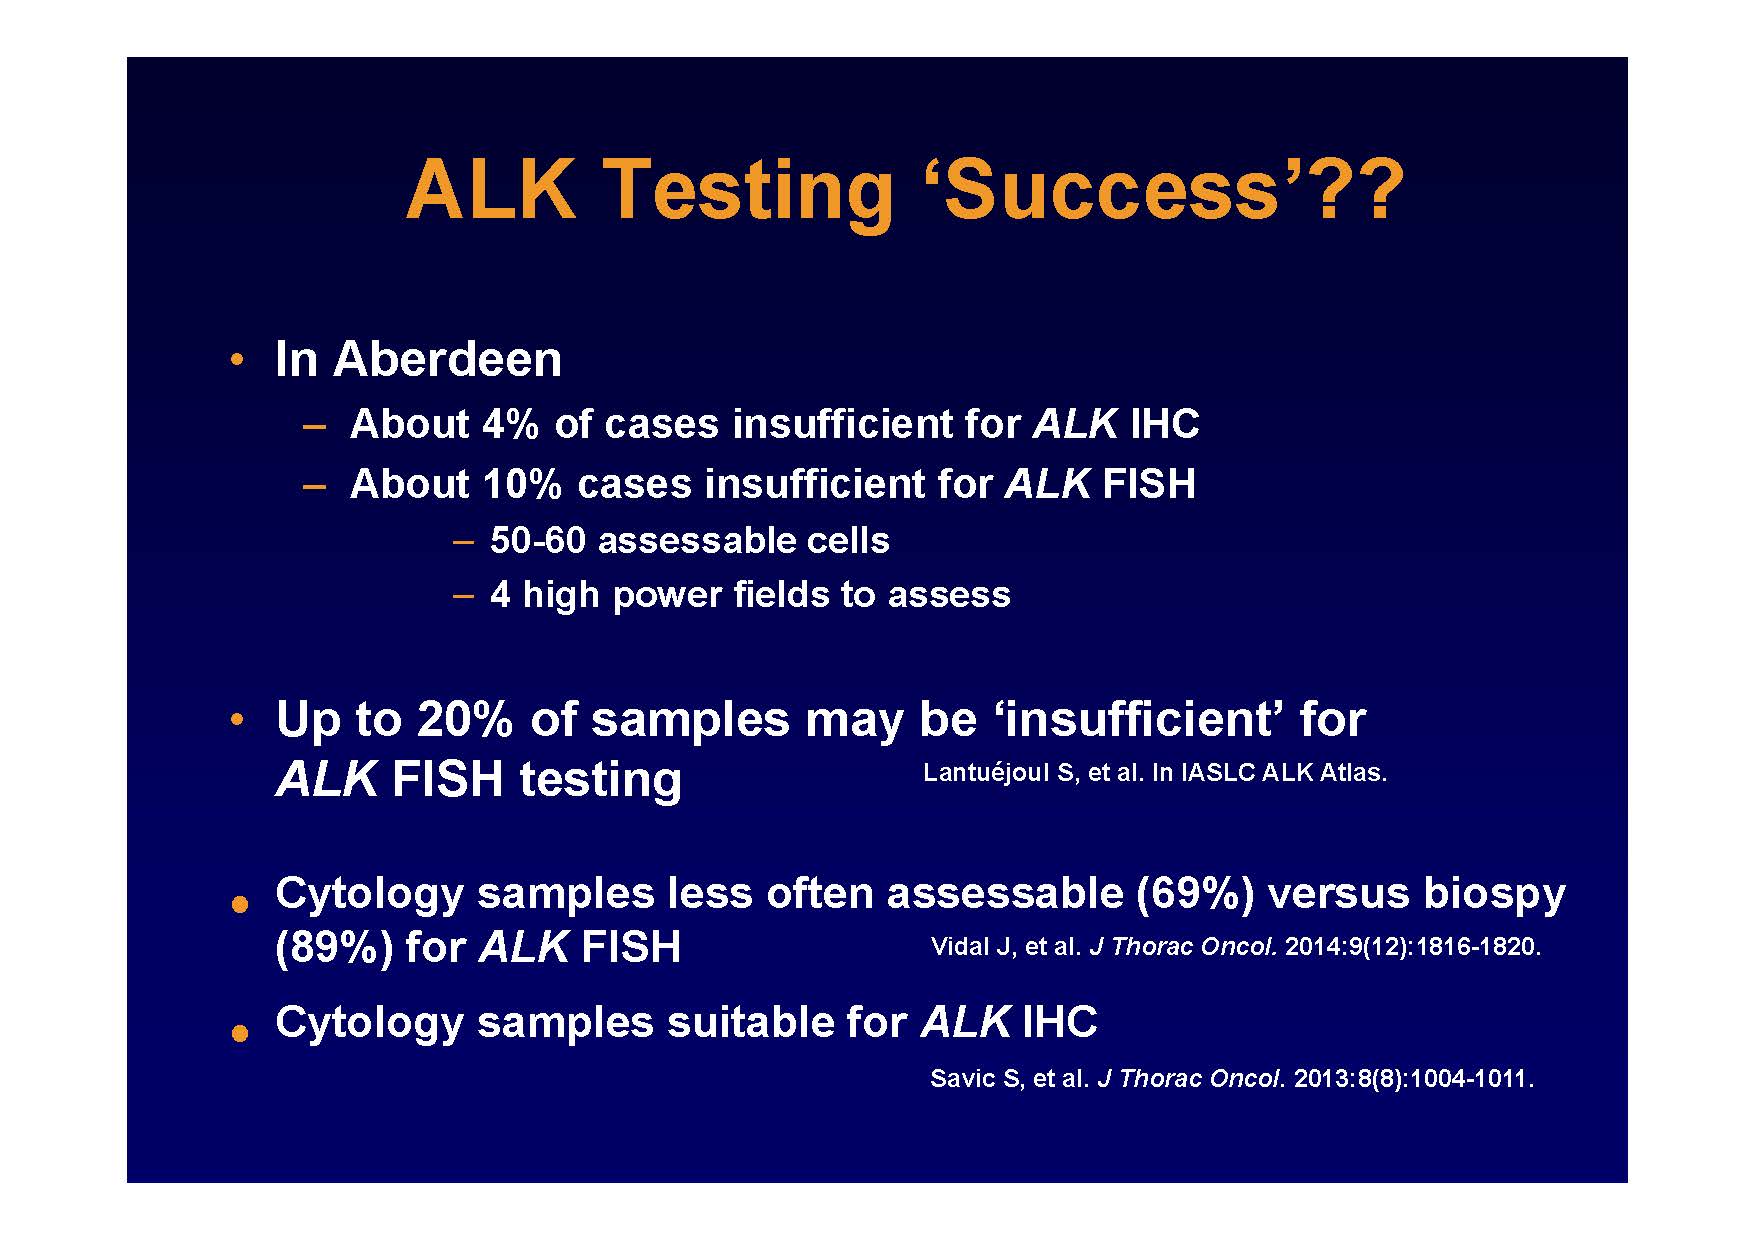 ALK Testing ‘Success’??
• In Aberdeen
– About 4% of cases insufficient for ALK IHC
– About 10% cases insufficient for ALK FISH
– 50-60 assessable cells
– 4 high power fields to assess
• Up to 20% of samples may be ‘insufficient’ for
ALK FISH testing Lantuéjoul S, et al. In IASLC ALK Atlas.
• Cytology samples less often assessable (69%) versus biospy
(89%) for ALK FISH Vidal J, et al. J Thorac Oncol. 2014:9(12):1816-1820.
• Cytology samples suitable for ALK IHC
Savic S, et al. J Thorac Oncol. 2013:8(8):1004-1011.